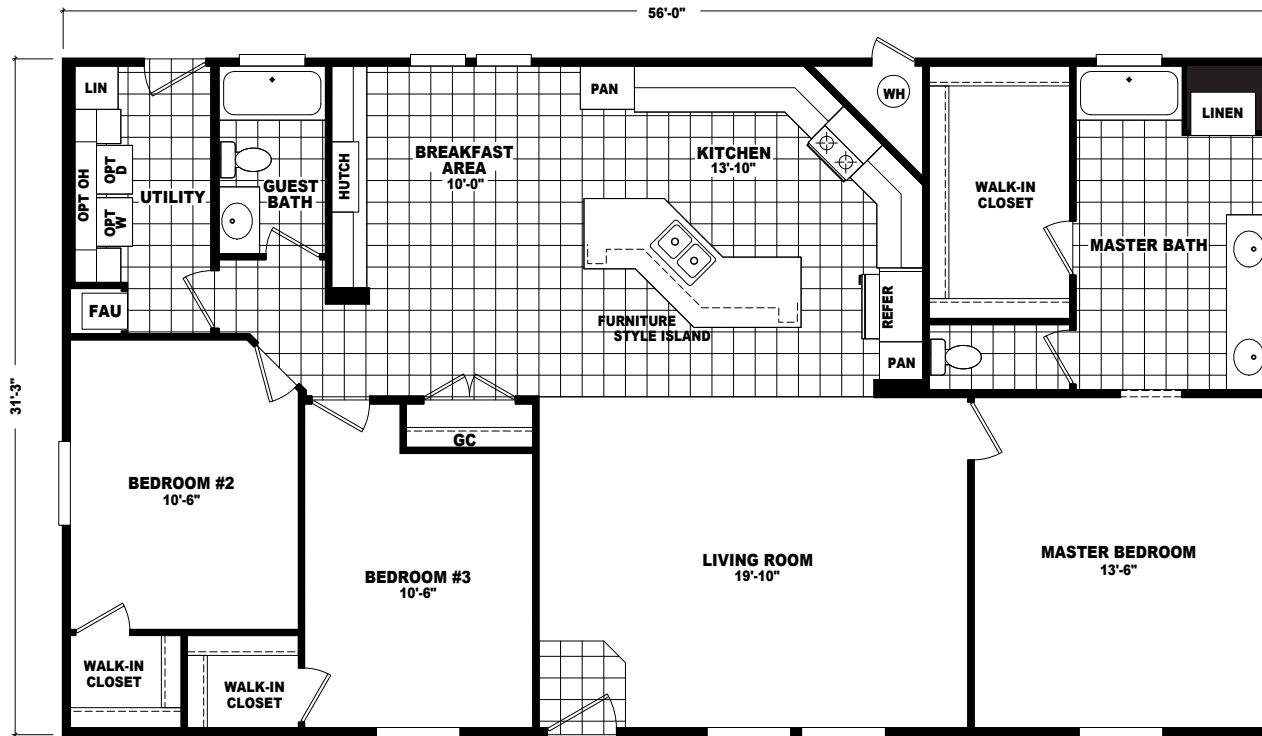 56'-0"
31'-3"
LIN
OPT OH
OPT
D
OPT
W
UTILITY
FAU
GUEST
BATH
HUTCH
BREAKFAST
AREA
10'-0"
PAN
KITCHEN
13'-10"
WH
FURNITURE
STYLE ISLAND
REFER
PAN
WALK-IN
CLOSET
LINEN
MASTER BATH
GC
BEDROOM #2
10'-6"
BEDROOM #3
10'-6"
LIVING ROOM
19'-10"
MASTER BEDROOM
13'-6"
WALK-IN
CLOSET
WALK-IN
CLOSET